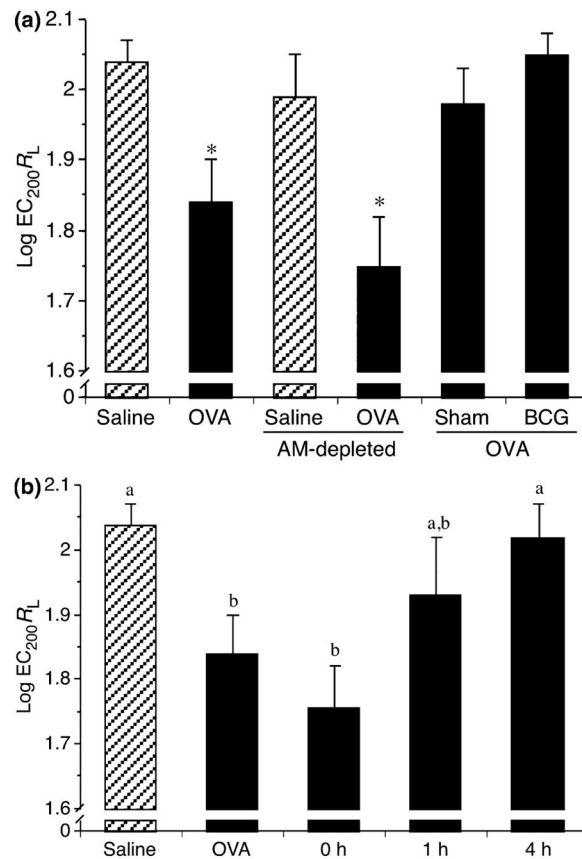 (a)
2.1
2
1.9
1.8
1.7
1.6
0
Log EC200RL
*
*
Saline OVA Saline OVA Sham BCG
AM-depleted OVA
(b)
2.1
2
1.9
1.8
1.7
1.6
0
Log EC200RL
a
b
b
a,b
a
Saline OVA 0 h 1 h 4 h